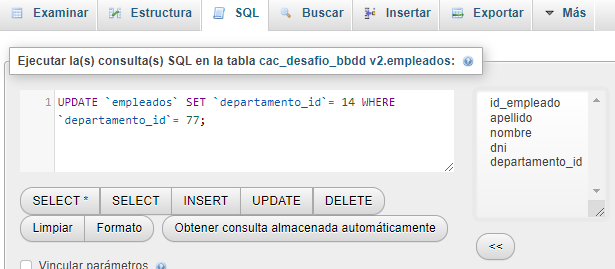 Examinar Estructura SQL Buscar Insertar Exportar Más
Ejecutar la(s) consulta(s) SQL en la tabla cac_desafio_bbdd v2.empleados:
1 UPDATE `empleados` SET `departamento_id`= 14 WHERE
`departamento_id`= 77;
id_empleado
apellido
nombre
dni
departamento_id
SELECT * SELECT INSERT UPDATE DELETE
Limpiar Formato Obtener consulta almacenada automáticamente
<<
Vincular parámetros